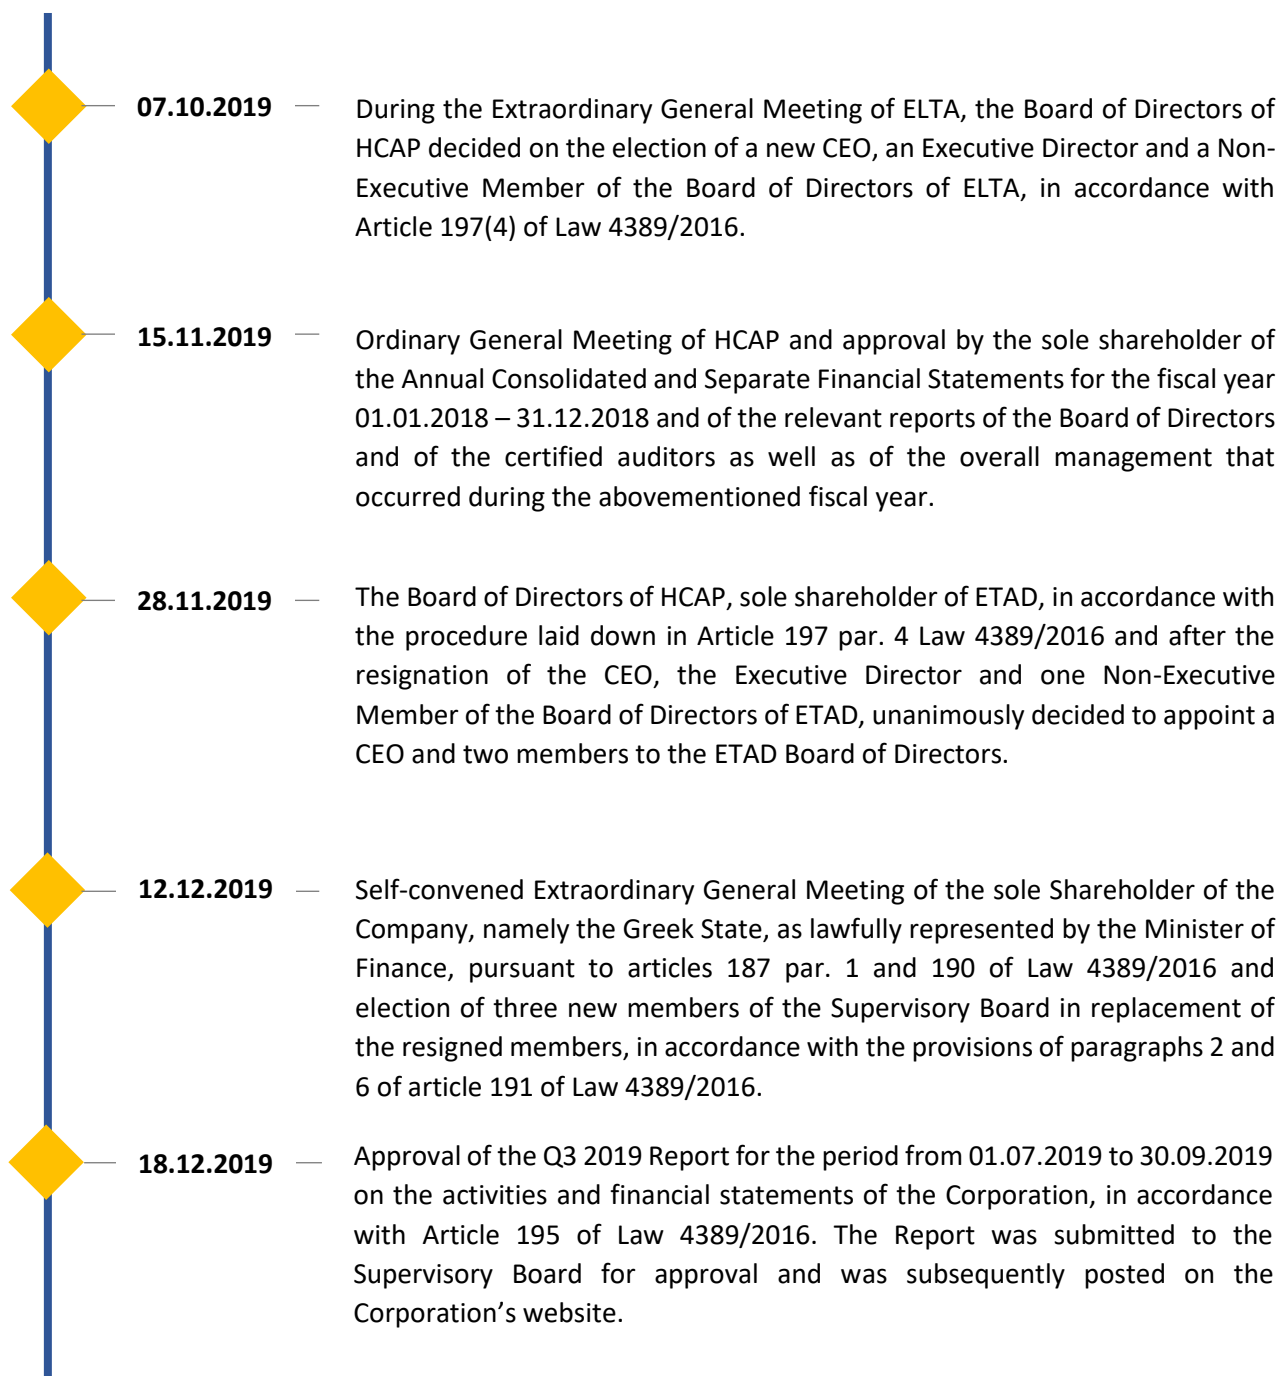 07.10.2019
During the Extraordinary General Meeting of ELTA, the Board of Directors of
HCAP decided on the election of a new CEO, an Executive Director and a Non-
Executive Member of the Board of Directors of ELTA, in accordance with
Article 197(4) of Law 4389/2016.
15.11.2019
Ordinary General Meeting of HCAP and approval by the sole shareholder of
the Annual Consolidated and Separate Financial Statements for the fiscal year
01.01.2018 – 31.12.2018 and of the relevant reports of the Board of Directors
and of the certified auditors as well as of the overall management that
occurred during the abovementioned fiscal year.
28.11.2019
The Board of Directors of HCAP, sole shareholder of ETAD, in accordance with
the procedure laid down in Article 197 par. 4 Law 4389/2016 and after the
resignation of the CEO, the Executive Director and one Non-Executive
Member of the Board of Directors of ETAD, unanimously decided to appoint a
CEO and two members to the ETAD Board of Directors.
12.12.2019
Self-convened Extraordinary General Meeting of the sole Shareholder of the
Company, namely the Greek State, as lawfully represented by the Minister of
Finance, pursuant to articles 187 par. 1 and 190 of Law 4389/2016 and
election of three new members of the Supervisory Board in replacement of
the resigned members, in accordance with the provisions of paragraphs 2 and
6 of article 191 of Law 4389/2016.
18.12.2019
Approval of the Q3 2019 Report for the period from 01.07.2019 to 30.09.2019
on the activities and financial statements of the Corporation, in accordance
with Article 195 of Law 4389/2016. The Report was submitted to the
Supervisory Board for approval and was subsequently posted on the
Corporation’s website.